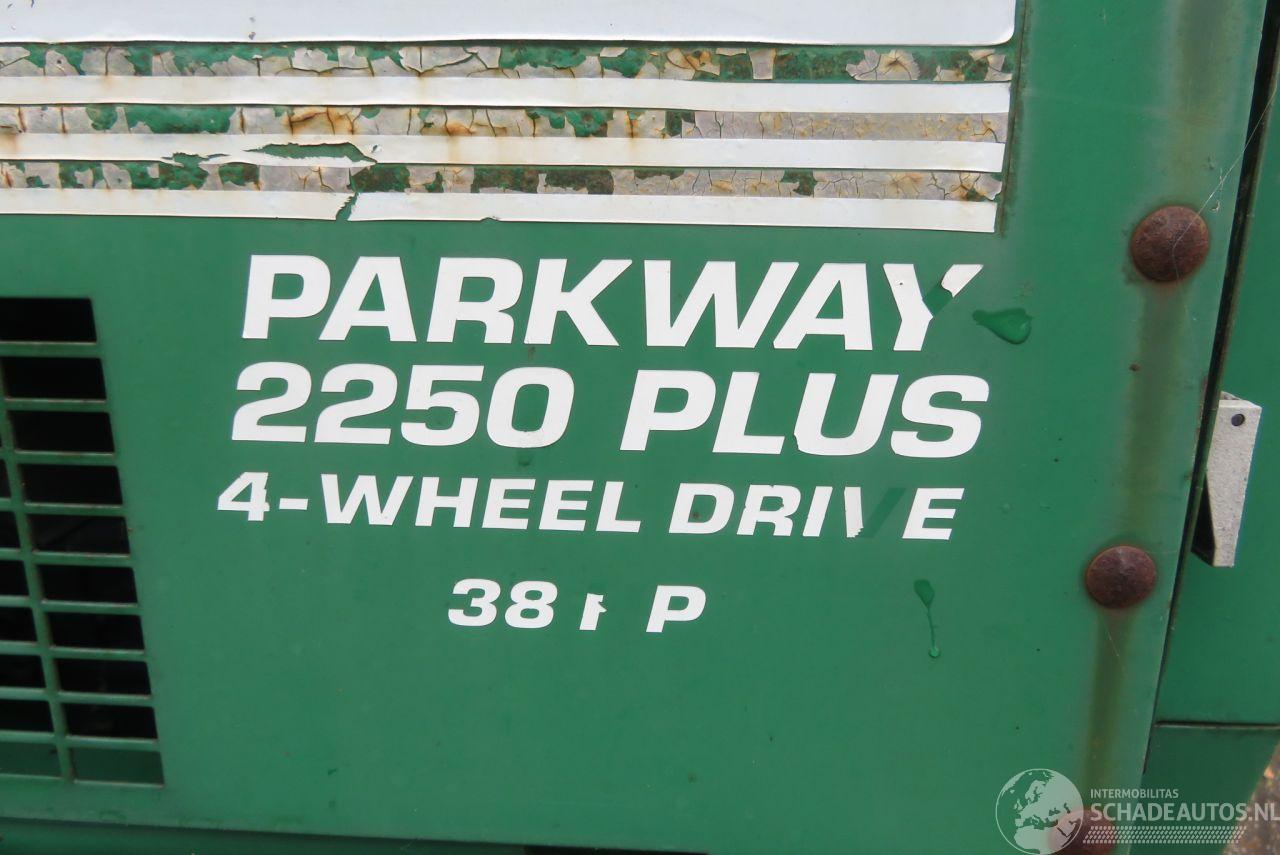 PARKWAY
2250 PLUS
4-WHEEL DRIVE
38 P
INTERMOBILITAS
SCHADEAUTOS.NL